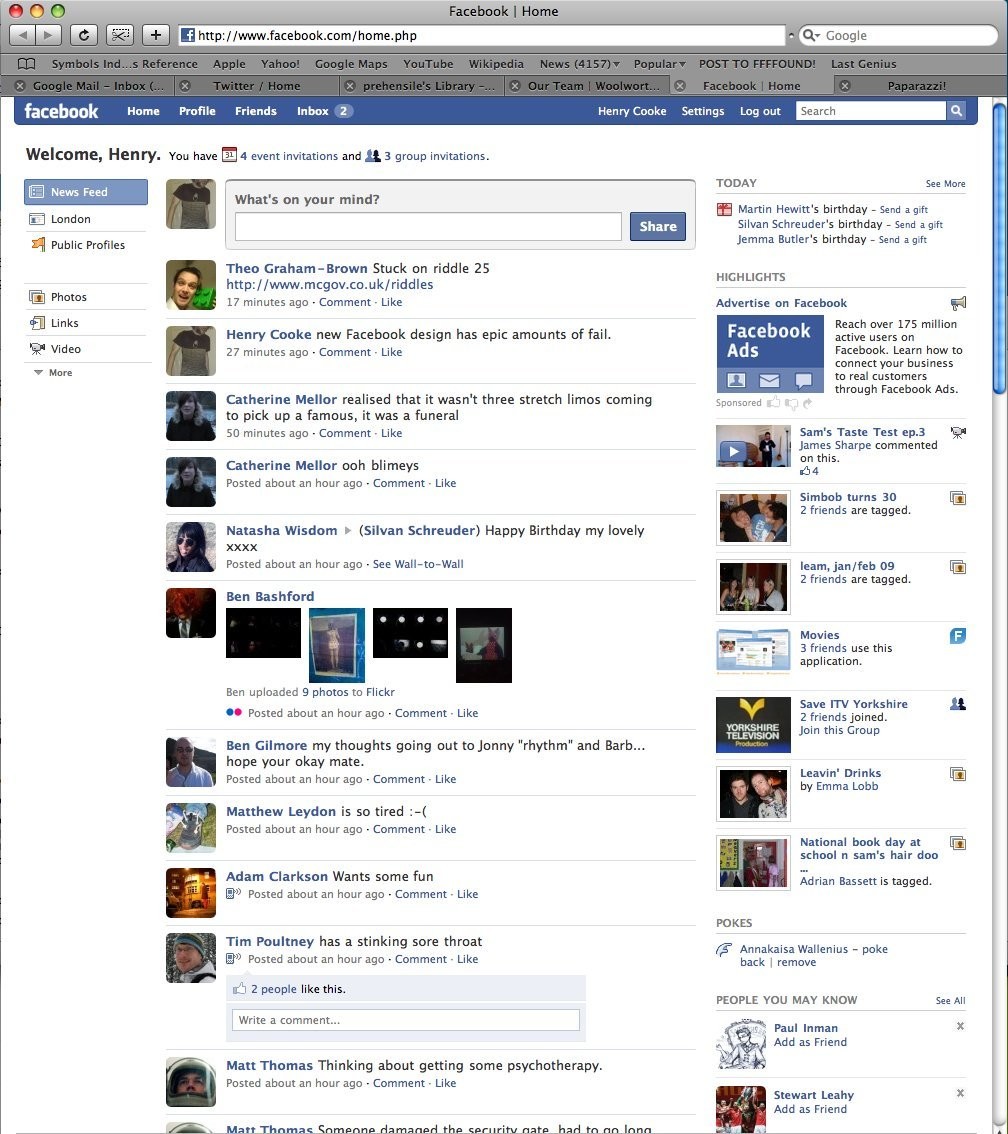 Facebook | Home
http://www.facebook.com/home.php
Google
Symbols Ind...s Reference Apple Yahoo! Google Maps YouTube Wikipedia News (4157) Popular POST TO FFFFOUND! Last Genius
Google Mail – Inbox (... Twitter / Home prehensile's Library –... Our Team | Woolwort... Facebook | Home Paparazzi!
facebook Home Profile Friends Inbox 2 Henry Cooke Settings Log out Search
Welcome, Henry. You have 31 4 event invitations and 3 group invitations.
News Feed
London
Public Profiles
Photos
Links
Video
More
What's on your mind?
Share
Theo Graham-Brown Stuck on riddle 25
http://www.mcgov.co.uk/riddles
17 minutes ago · Comment · Like
Henry Cooke new Facebook design has epic amounts of fail.
27 minutes ago · Comment · Like
Catherine Mellor realised that it wasn't three stretch limos coming
to pick up a famous, it was a funeral
50 minutes ago · Comment · Like
Catherine Mellor ooh blimeys
Posted about an hour ago · Comment · Like
Natasha Wisdom (Silvan Schreuder) Happy Birthday my lovely
xxxx
Posted about an hour ago · See Wall-to-Wall
Ben Bashford
Ben uploaded 9 photos to Flickr
Posted about an hour ago · Comment · Like
Ben Gilmore my thoughts going out to Jonny "rhythm" and Barb...
hope your okay mate.
Posted about an hour ago · Comment · Like
Matthew Leydon is so tired :-(
Posted about an hour ago · Comment · Like
Adam Clarkson Wants some fun
Posted about an hour ago · Comment · Like
Tim Poultney has a stinking sore throat
Posted about an hour ago · Comment · Like
2 people like this.
Write a comment...
Matt Thomas Thinking about getting some psychotherapy.
Posted about an hour ago · Comment · Like
Matt Thomas Someone damaged the security gate, had to go long
TODAY See More
Martin Hewitt's birthday – Send a gift
Silvan Schreuder's birthday – Send a gift
Jemma Butler's birthday – Send a gift
HIGHLIGHTS
Advertise on Facebook
Facebook
Ads
Reach over 175 million
active users on
Facebook. Learn how to
connect your business
to real customers
through Facebook Ads.
Sponsored
Sam's Taste Test ep.3
James Sharpe commented
on this.
4
Simbob turns 30
2 friends are tagged.
leam, jan/feb 09
2 friends are tagged.
Movies
3 friends use this
application.
F
YORKSHIRE
TELEVISION
Production
Save ITV Yorkshire
2 friends joined.
Join this Group
Leavin' Drinks
by Emma Lobb
National book day at
school n sam's hair doo
...
Adrian Bassett is tagged.
POKES
Annakaisa Wallenius – poke
back | remove
PEOPLE YOU MAY KNOW See All
Paul Inman x
Add as Friend
Stewart Leahy x
Add as Friend